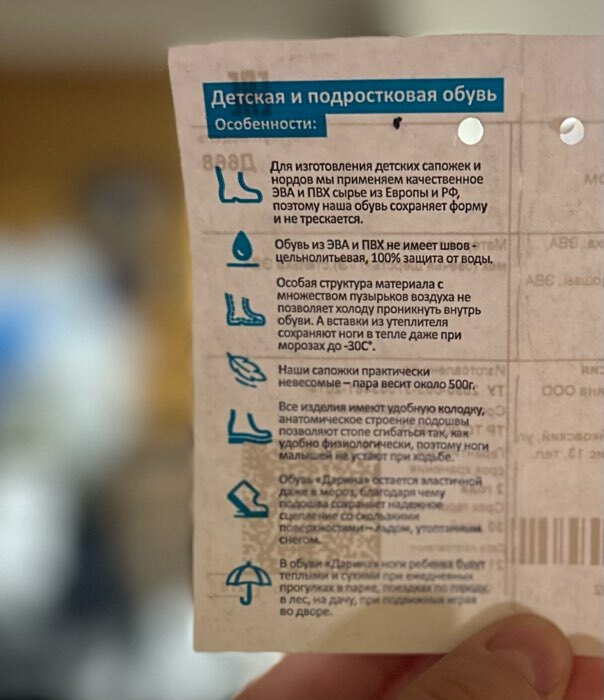 Детская и подростковая обувь
Особенности:
Для изготовления детских сапожек и
нордов мы применяем качественное
ЭВА и ПВХ сырье из Европы и РФ,
поэтому наша обувь сохраняет форму
и не трескается.
Обувь из ЭВА и ПВХ не имеет швов -
цельнолитьевая, 100% защита от воды.
Особая структура материала с
множеством пузырьков воздуха не
позволяет холоду проникнуть внутрь
обуви. А вставки из утеплителя
сохраняют ноги в тепле даже при
морозах до -30С°.
Наши сапожки практически
невесомые – пара весит около 500г.
Все изделия имеют удобную колодку,
анатомическое строение подошвы
позволяют стопе сгибаться так, как
удобно физиологически, поэтому ноги
малышей не устают при ходьбе.
Обувь «Дарина» остается эластичной
даже в мороз, благодаря чему
подошва сохраняет надежное
сцепление со скользкими
поверхностями – льдом, утоптанным
снегом.
В обуви «Дарина» ноги ребенка будут
теплыми и сухими при ежедневных
прогулках в парке, поездках по городу,
в лес, на дачу, при подвижных играх
во дворе.